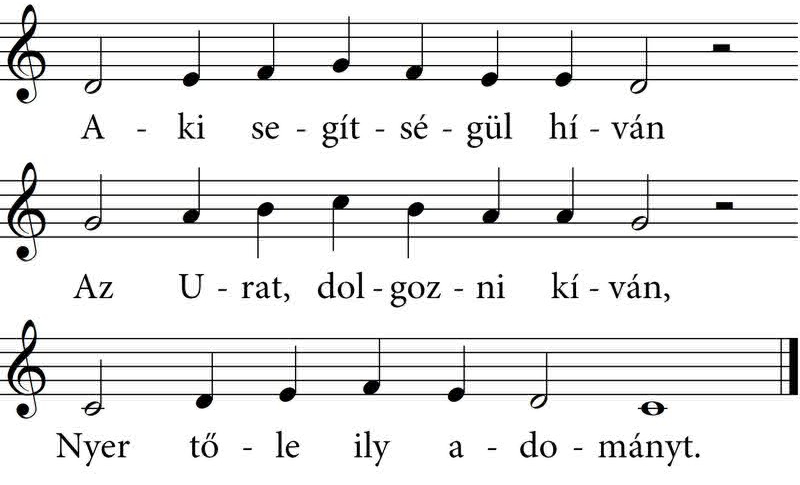 A - ki se - gít - sé - gül hí - ván
Az U - rat, dol - goz - ni kí - ván,
Nyer tő - le ily a - do - mányt.